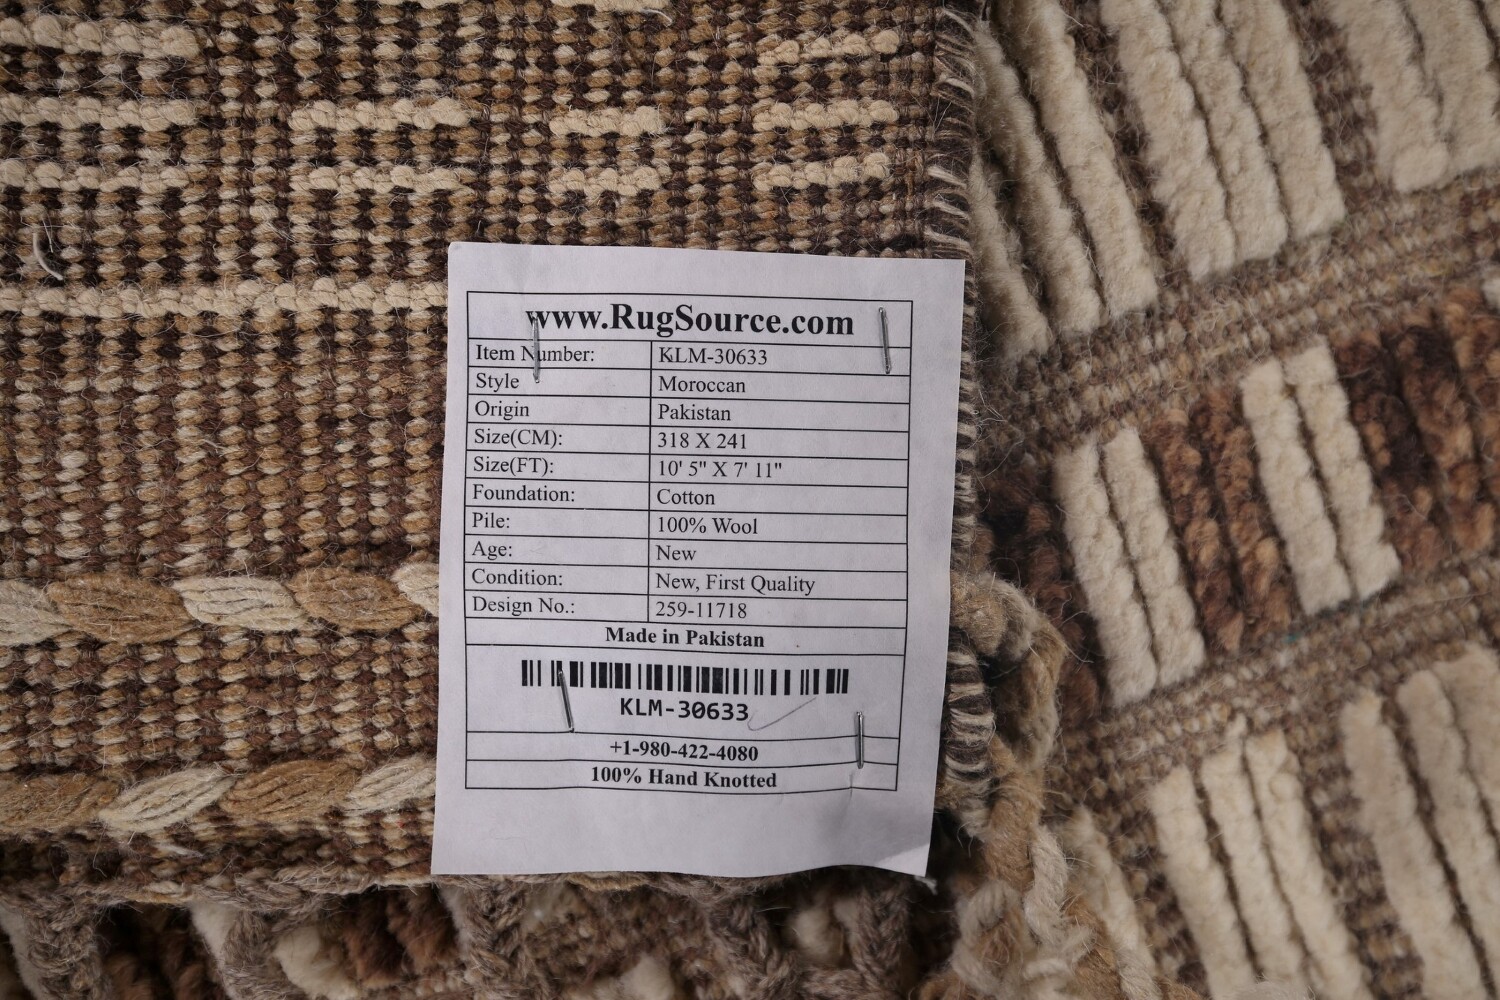 www.RugSource.com
Item Number: KLM-30633
Style Moroccan
Origin Pakistan
Size(CM): 318 X 241
Size(FT): 10' 5" X 7' 11"
Foundation: Cotton
Pile: 100% Wool
Age: New
Condition: New, First Quality
Design No.: 259-11718
Made in Pakistan
KLM-30633
+1-980-422-4080
100% Hand Knotted